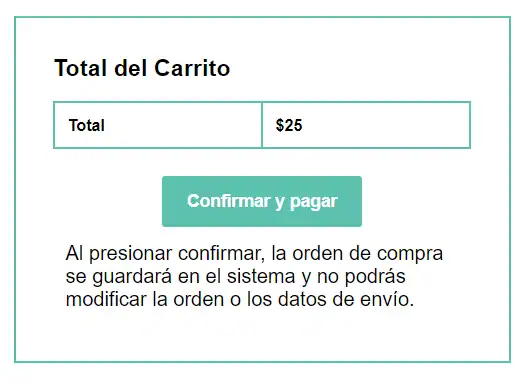 Total del Carrito
Total $25
Confirmar y pagar
Al presionar confirmar, la orden de compra
se guardará en el sistema y no podrás
modificar la orden o los datos de envío.